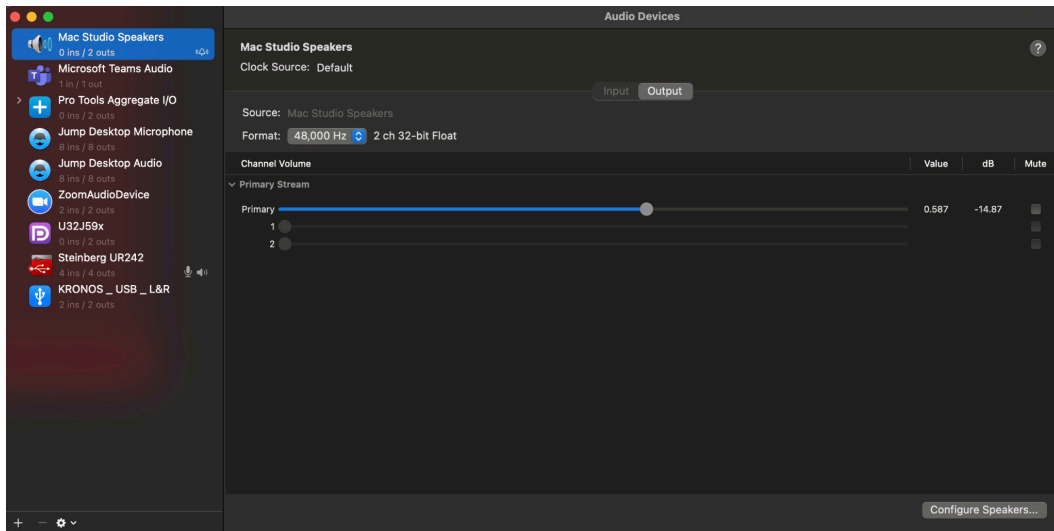 Audio Devices
Mac Studio Speakers
0 ins / 2 outs
Microsoft Teams Audio
1 in / 1 out
Pro Tools Aggregate I/O
0 ins / 2 outs
Jump Desktop Microphone
8 ins / 8 outs
Jump Desktop Audio
8 ins / 8 outs
ZoomAudioDevice
2 ins / 2 outs
U32J59x
0 ins / 2 outs
Steinberg UR242
4 ins / 4 outs
KRONOS _ USB _ L&R
2 ins / 2 outs
Mac Studio Speakers
?
Clock Source: Default
Input Output
Source: Mac Studio Speakers
Format: 48,000 Hz 2 ch 32-bit Float
Channel Volume Value dB Mute
Primary Stream
Primary 0.587 -14.87
1
2
Configure Speakers...